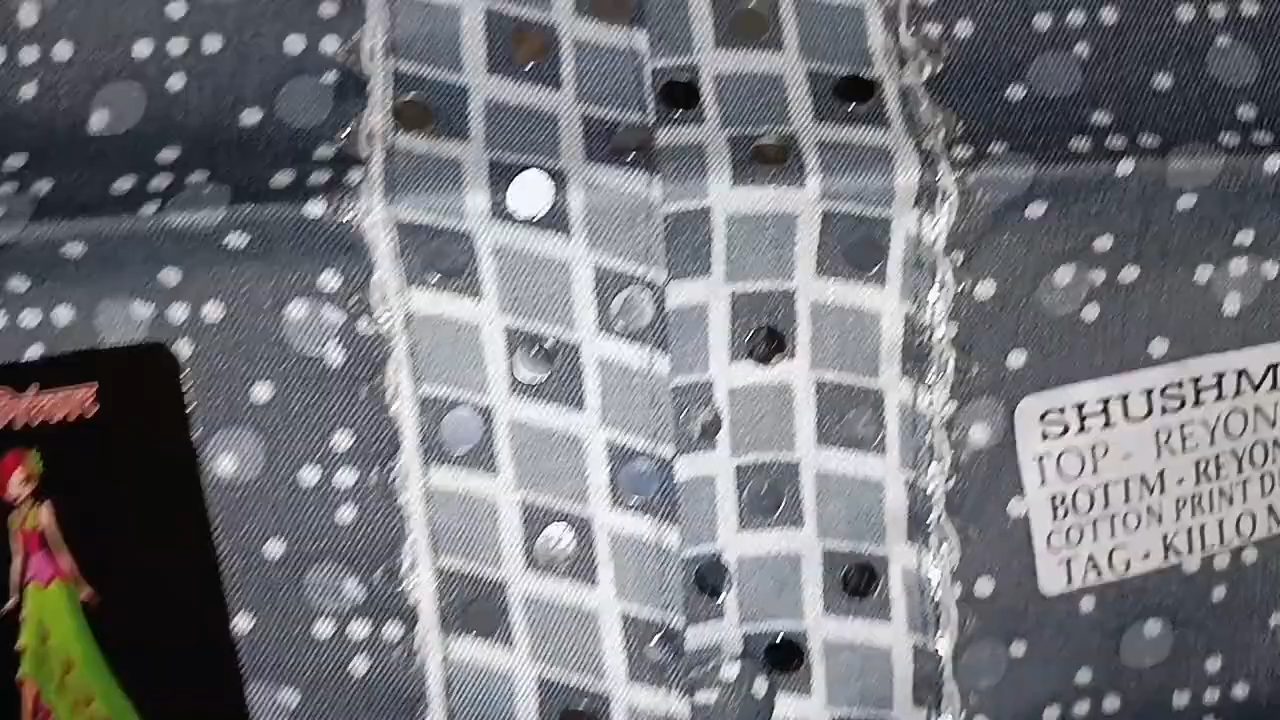 SHUSHM
TOP - REYON
BOTTM - REYON
COTTON PRINT D
TAG - KILLO M